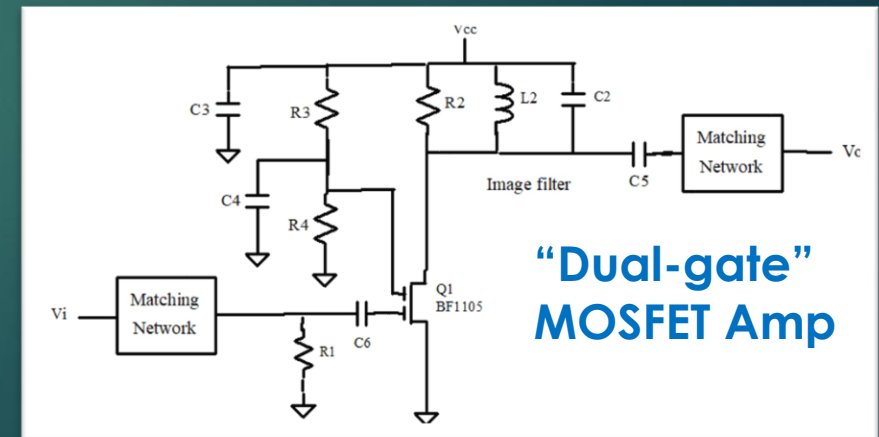 Vcc
C3
R3
R2
L2
C2
Matching
Network
Vc
C5
Image filter
C4
R4
“Dual-gate”
MOSFET Amp
Q1
BF1105
Vi
Matching
Network
R1
C6